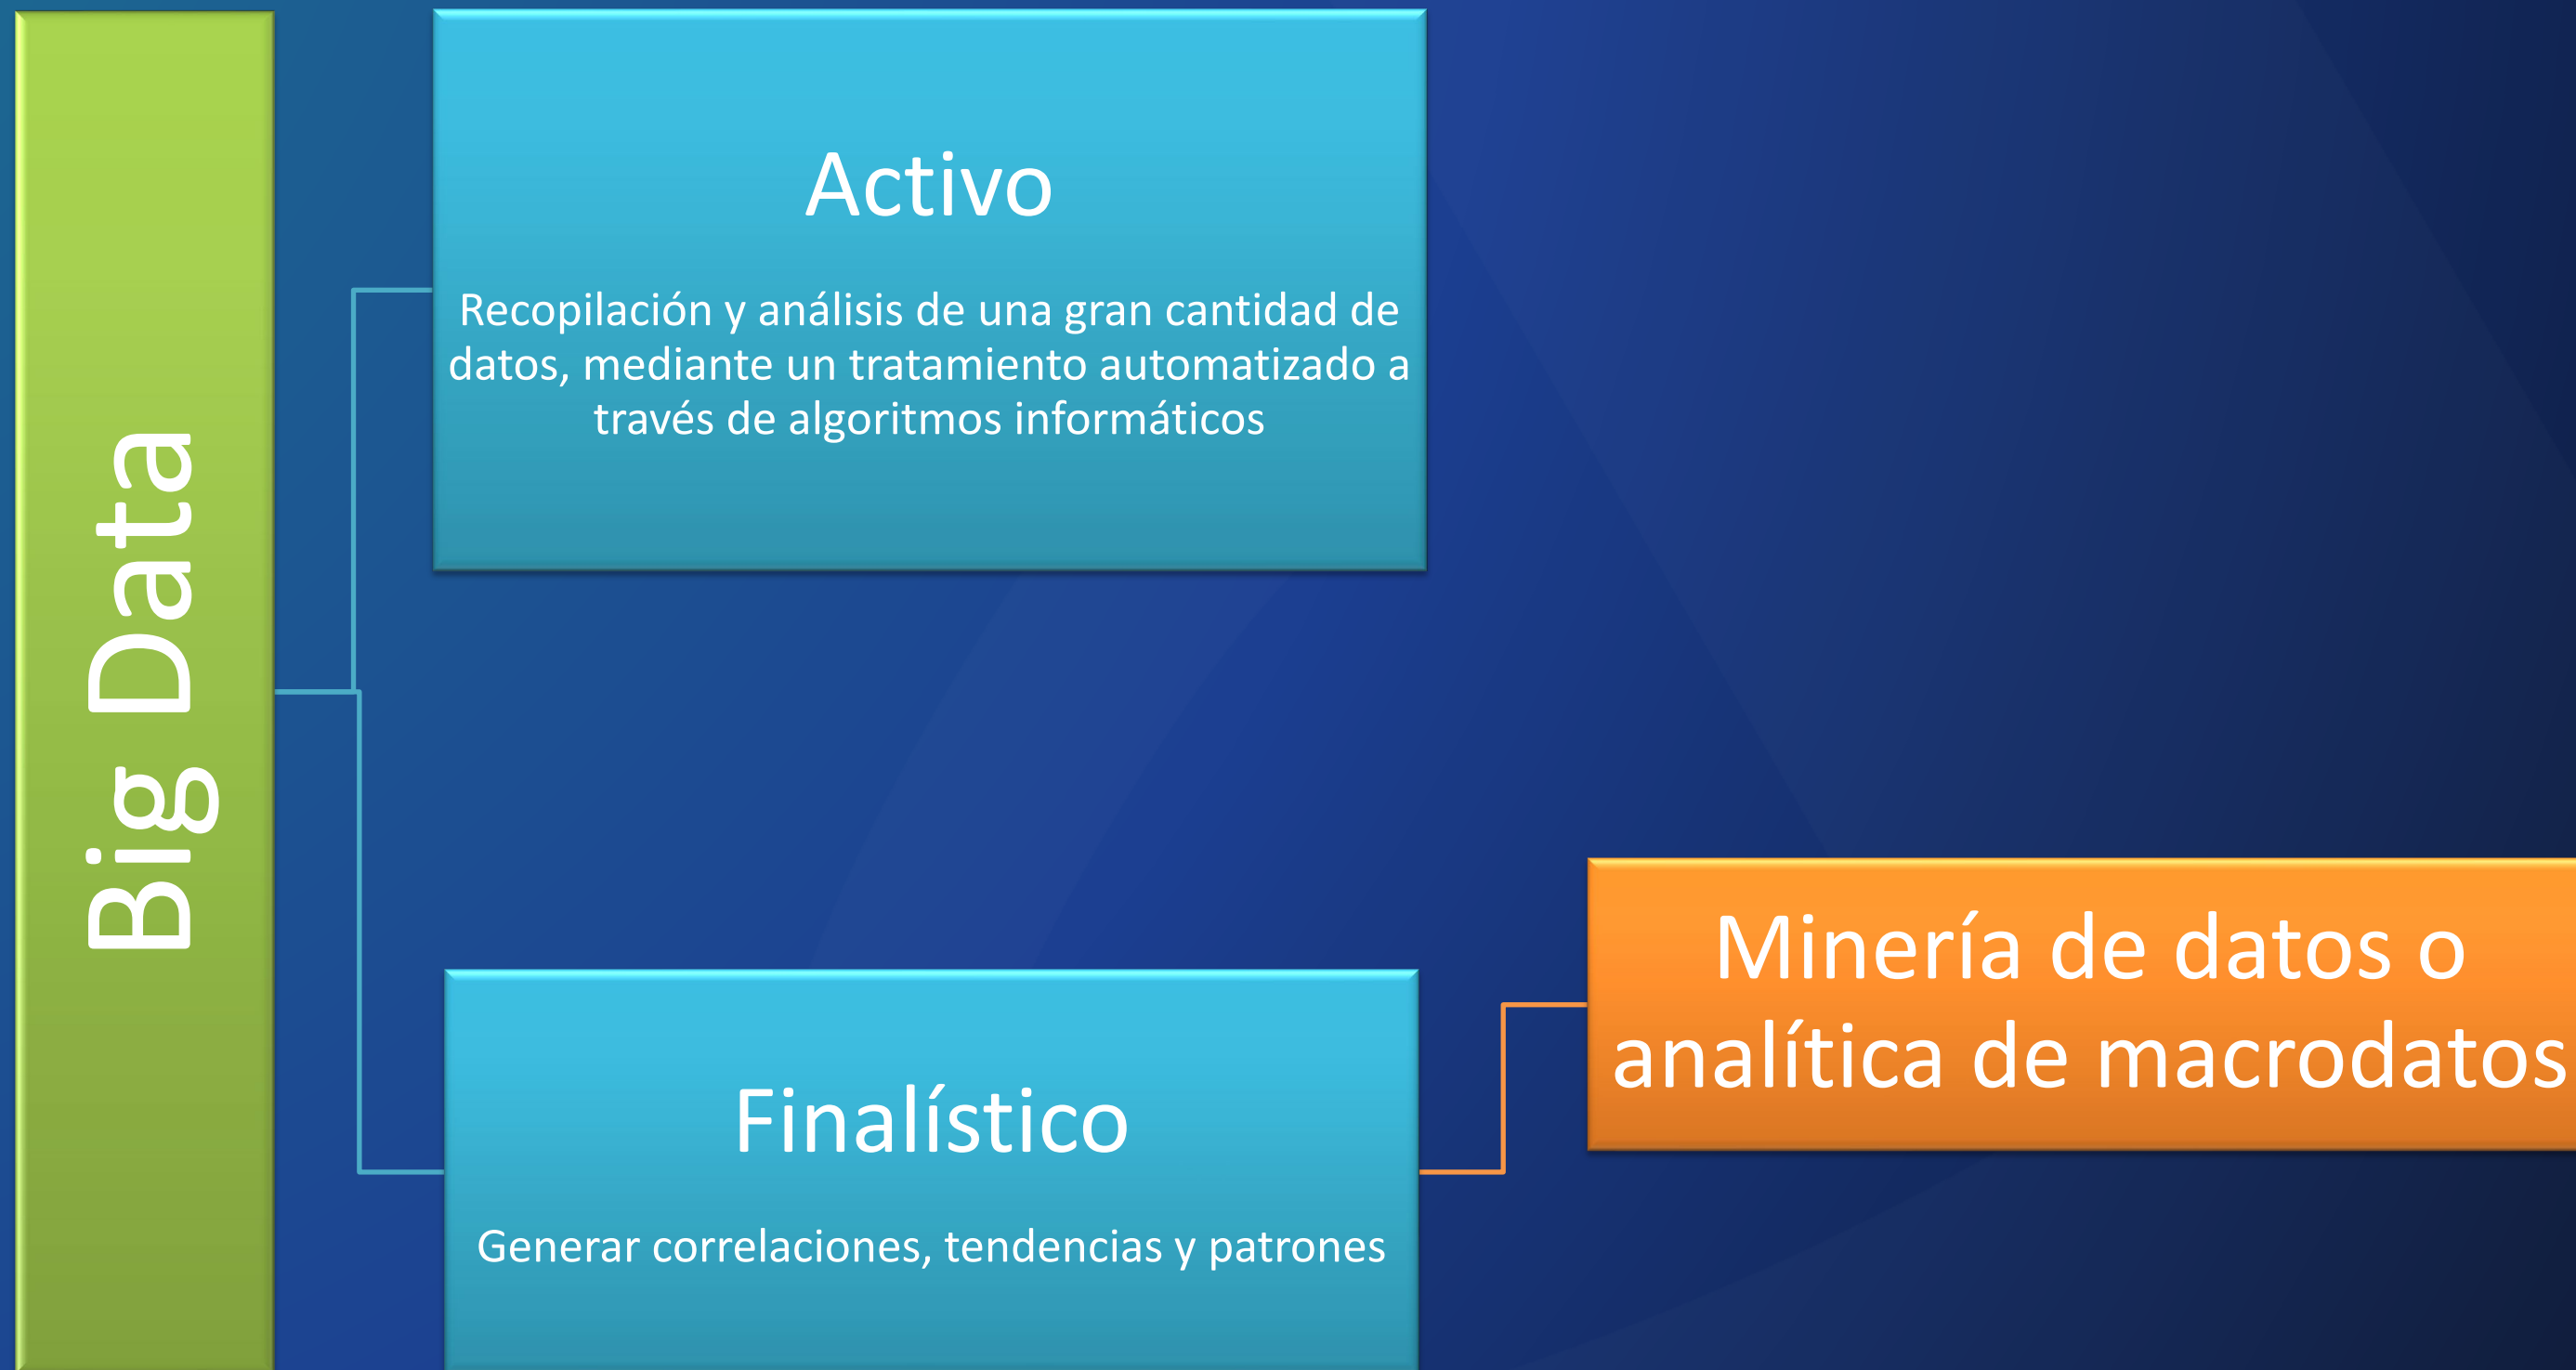 Big Data
Activo
Recopilación y análisis de una gran cantidad de
datos, mediante un tratamiento automatizado a
través de algoritmos informáticos
Finalístico
Generar correlaciones, tendencias y patrones
Minería de datos o
analítica de macrodatos